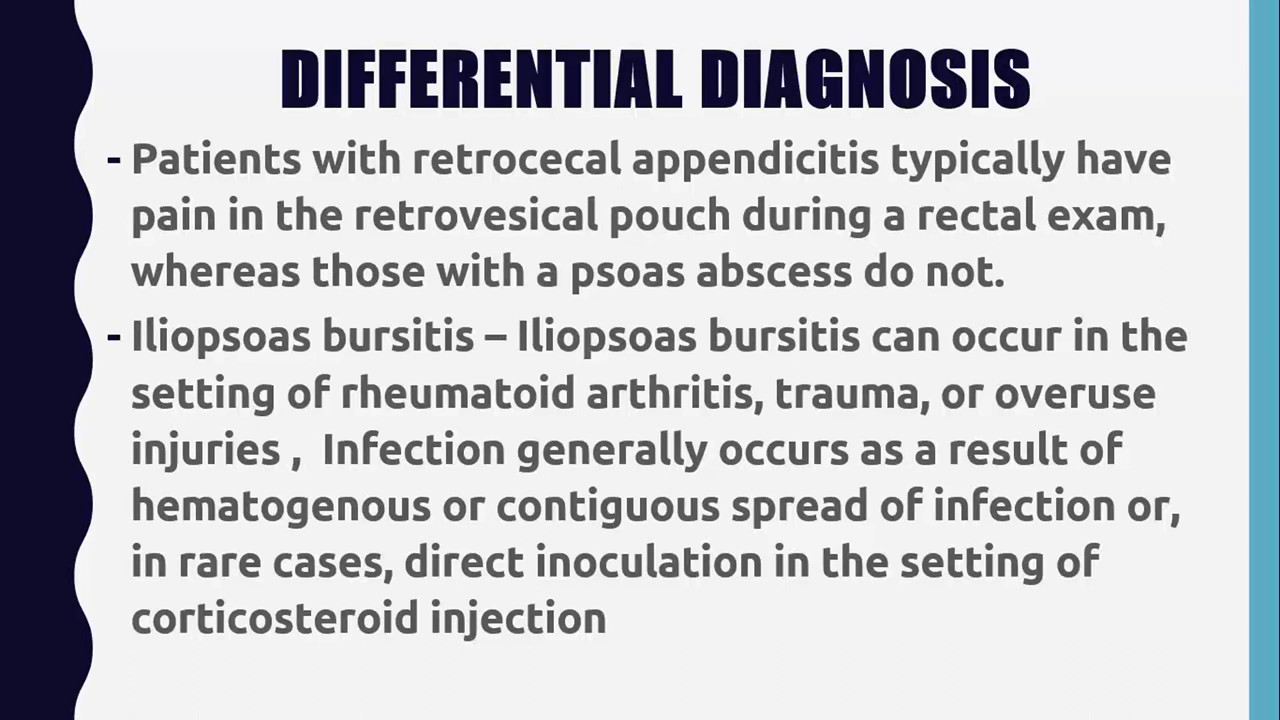 DIFFERENTIAL DIAGNOSIS
- Patients with retrocecal appendicitis typically have
pain in the retrovesical pouch during a rectal exam,
whereas those with a psoas abscess do not.
- Iliopsoas bursitis – Iliopsoas bursitis can occur in the
setting of rheumatoid arthritis, trauma, or overuse
injuries ,  Infection generally occurs as a result of
hematogenous or contiguous spread of infection or,
in rare cases, direct inoculation in the setting of
corticosteroid injection